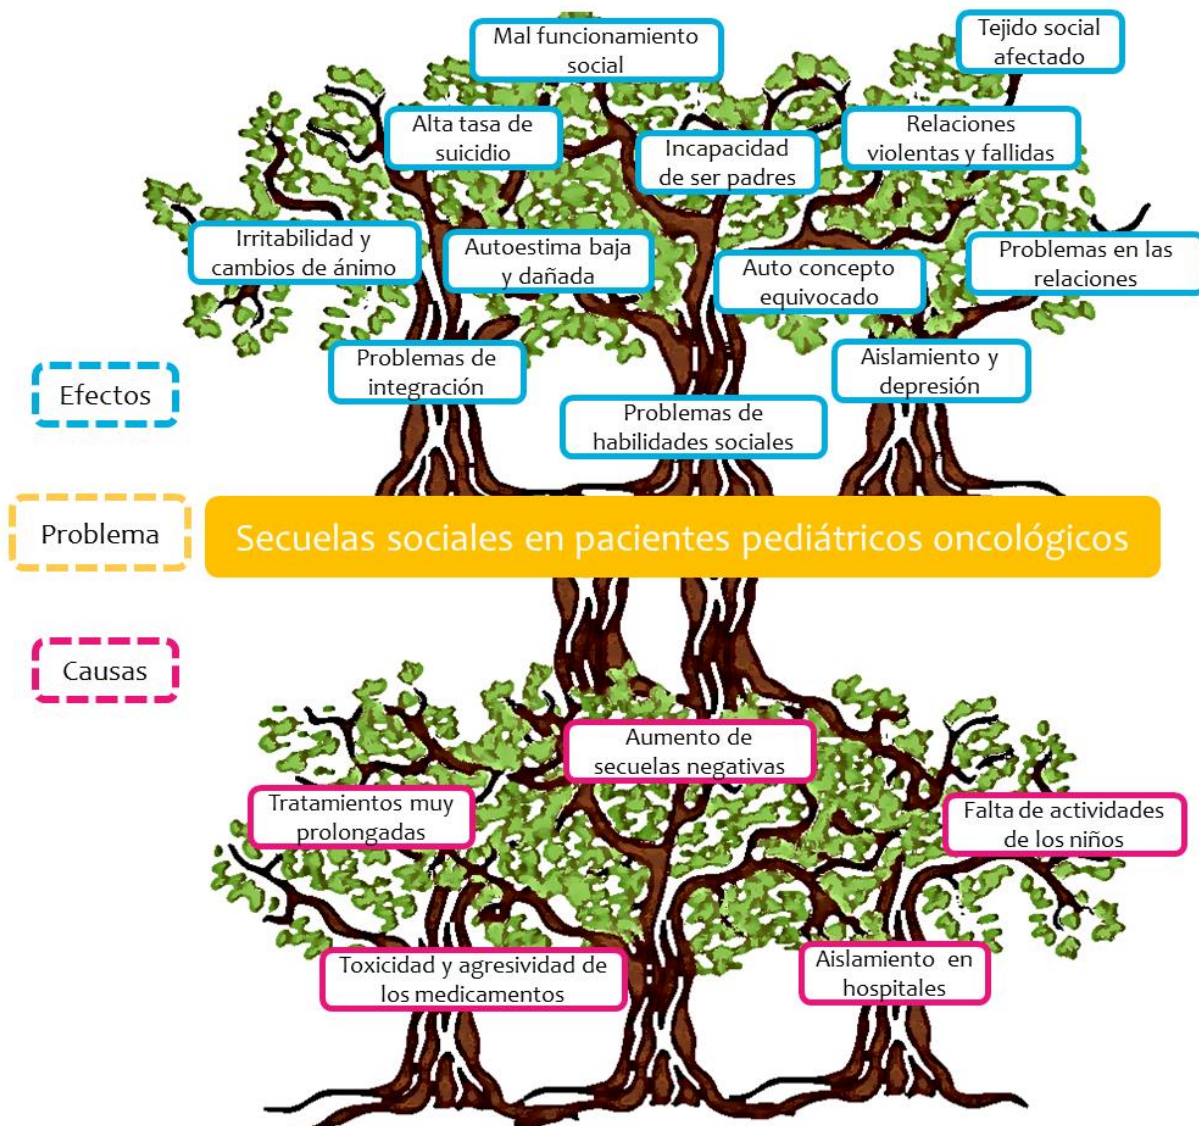 Mal funcionamiento
social
Tejido social
afectado
Alta tasa de
suicidio
Incapacidad
de ser padres
Relaciones
violentas y fallidas
Irritabilidad y
cambios de ánimo
Autoestima baja
y dañada
Auto concepto
equivocado
Problemas en las
relaciones
Problemas de
integración
Aislamiento y
depresión
Efectos
Problemas de
habilidades sociales
Problema
Secuelas sociales en pacientes pediátricos oncológicos
Causas
Aumento de
secuelas negativas
Tratamientos muy
prolongadas
Falta de actividades
de los niños
Toxicidad y agresividad de
los medicamentos
Aislamiento en
hospitales